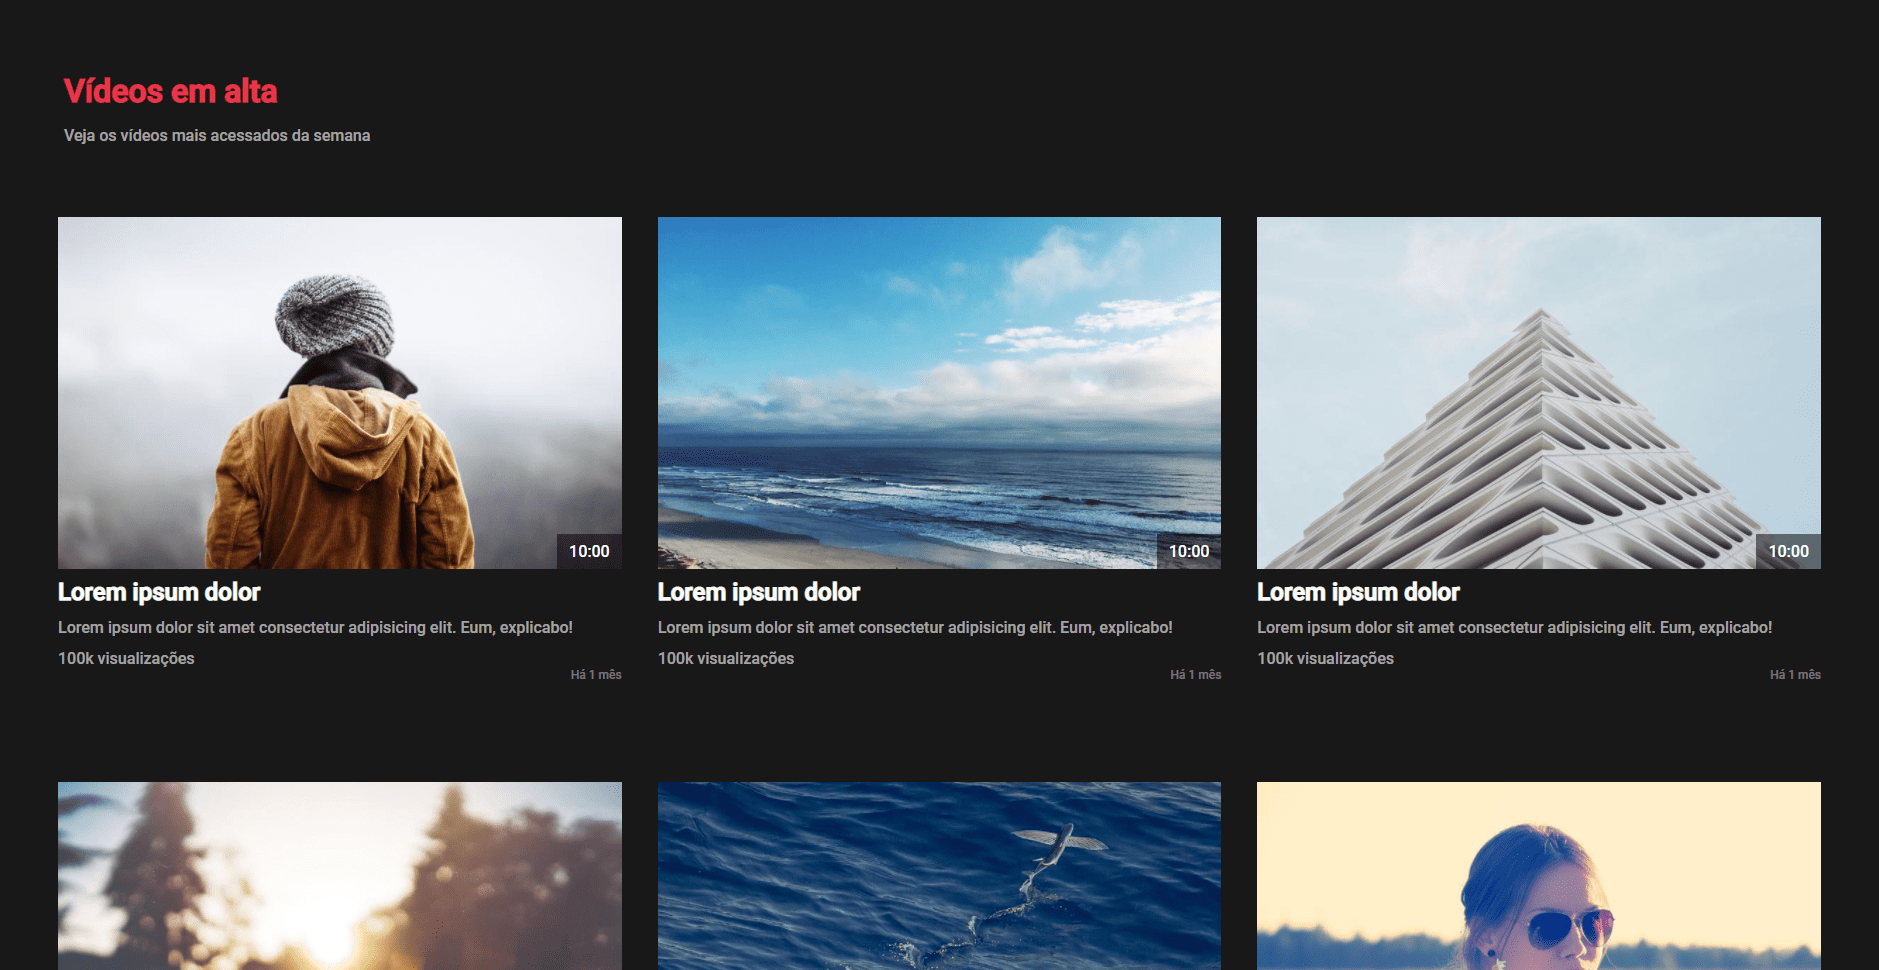 Vídeos em alta
Veja os vídeos mais acessados da semana
10:00
Lorem ipsum dolor
Lorem ipsum dolor sit amet consectetur adipisicing elit. Eum, explicabo!
100k visualizações
Há 1 mês
10:00
Lorem ipsum dolor
Lorem ipsum dolor sit amet consectetur adipisicing elit. Eum, explicabo!
100k visualizações
Há 1 mês
10:00
Lorem ipsum dolor
Lorem ipsum dolor sit amet consectetur adipisicing elit. Eum, explicabo!
100k visualizações
Há 1 mês